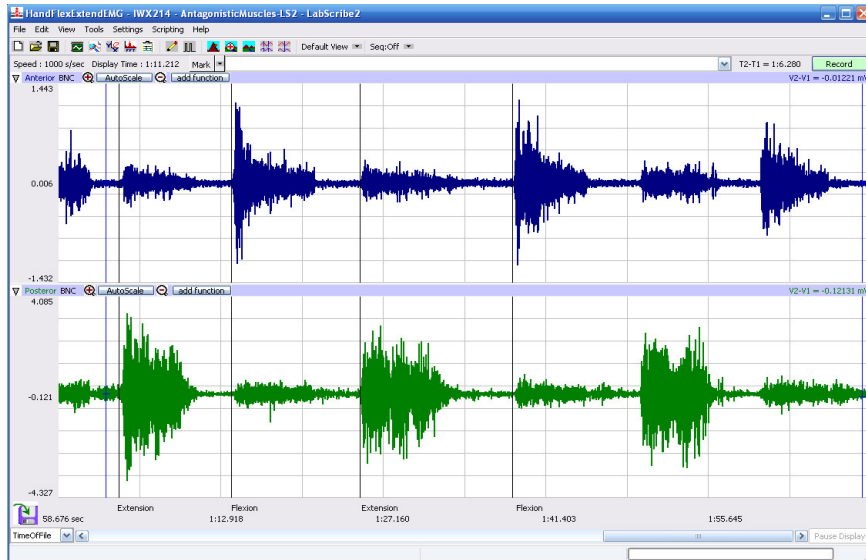 HandFlexExtendEMG - IWX214 - AntagonisticMuscles-LS2 - LabScribe2
File Edit View Tools Settings Scripting Help
Default View Seq:Off
Speed : 1000 s/sec Display Time : 1:11.212 Mark T2-T1 = 1:6.280 Record
Anterior BNC AutoScale add function V2-V1 = -0.01221 mV
1.443
0.006
-1.432
Posteror BNC AutoScale add function V2-V1 = -0.12131 mV
4.085
-0.121
-4.327
Extension Flexion Extension Flexion
58.676 sec 1:12.918 1:27.160 1:41.403 1:55.645
TimeOfFile Pause Display